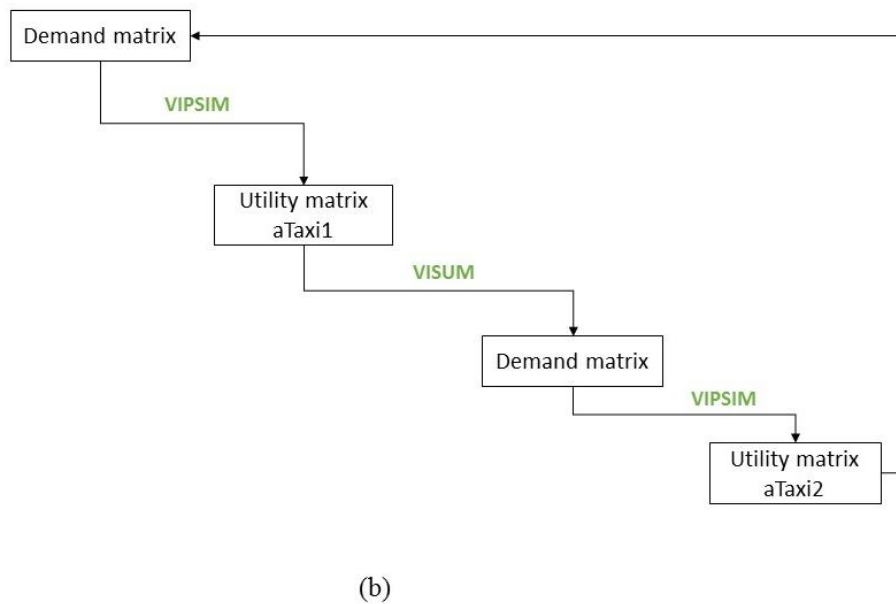 Demand matrix
VIPSIM
Utility matrix
aTaxi1
VISUM
Demand matrix
VIPSIM
Utility matrix
aTaxi2
(b)